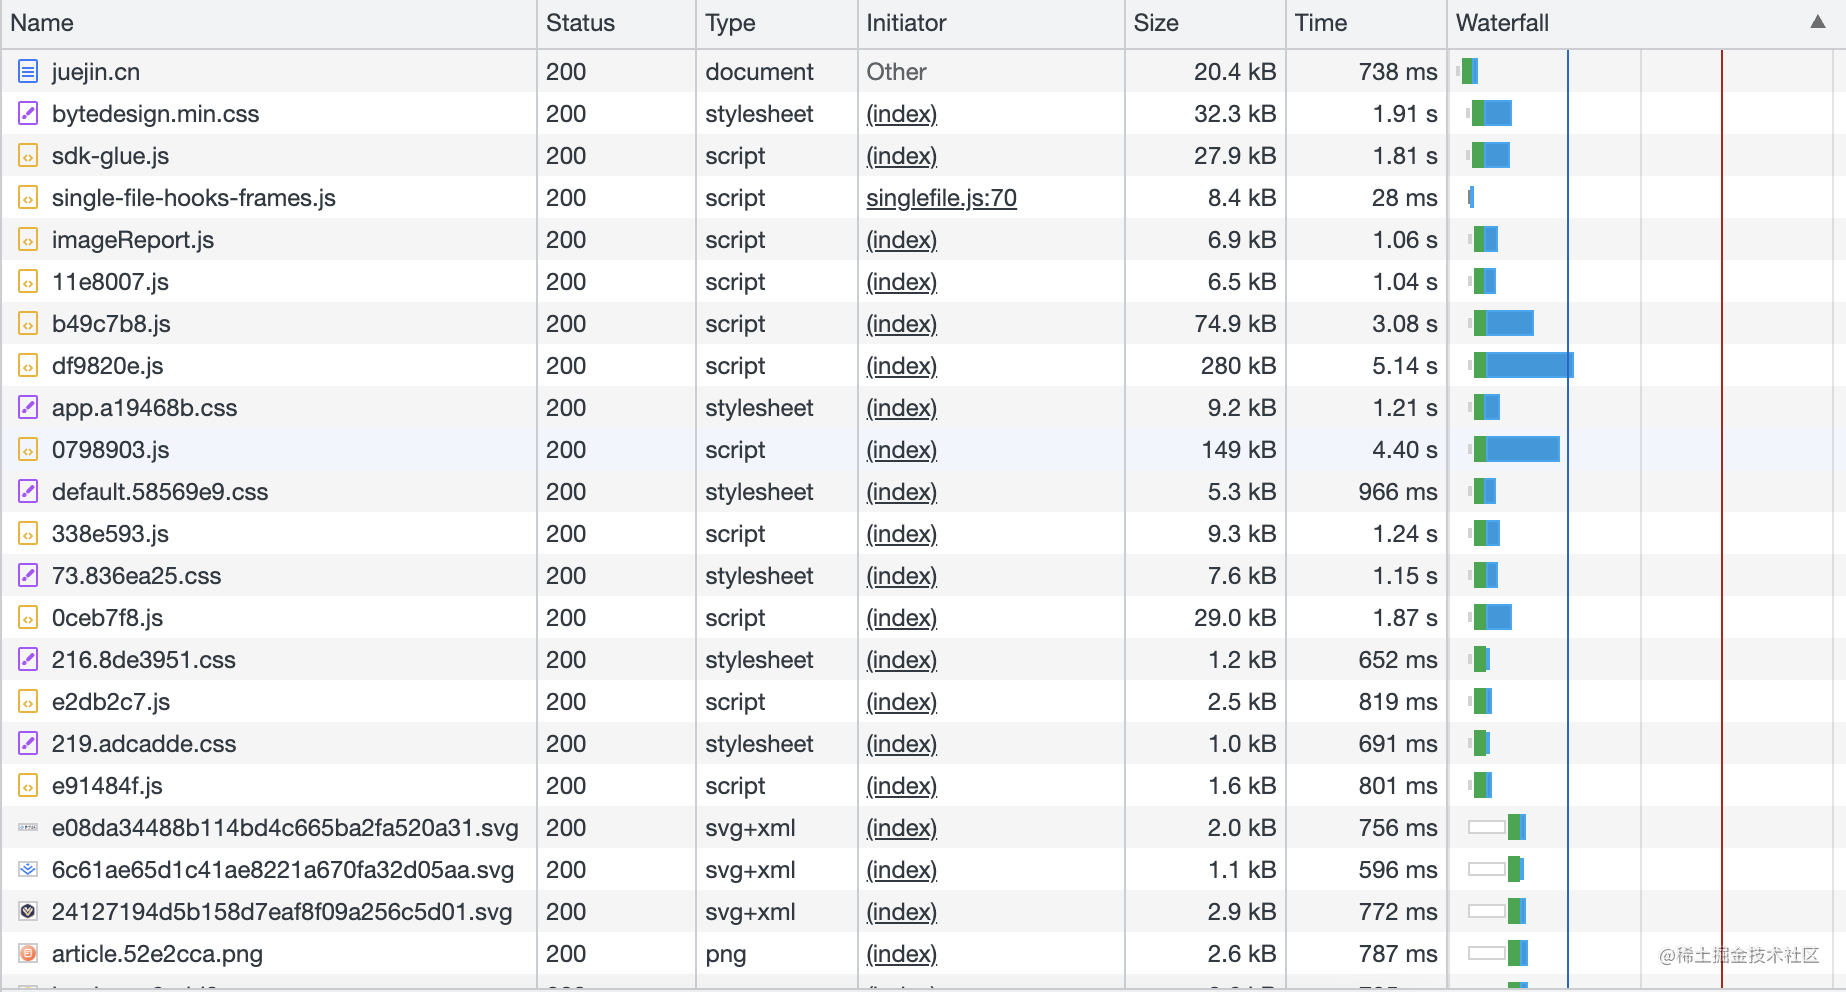 Name Status Type Initiator Size Time Waterfall ▲
juejin.cn 200 document Other 20.4 kB 738 ms
bytedesign.min.css 200 stylesheet (index) 32.3 kB 1.91 s
sdk-glue.js 200 script (index) 27.9 kB 1.81 s
single-file-hooks-frames.js 200 script singlefile.js:70 8.4 kB 28 ms
imageReport.js 200 script (index) 6.9 kB 1.06 s
11e8007.js 200 script (index) 6.5 kB 1.04 s
b49c7b8.js 200 script (index) 74.9 kB 3.08 s
df9820e.js 200 script (index) 280 kB 5.14 s
app.a19468b.css 200 stylesheet (index) 9.2 kB 1.21 s
0798903.js 200 script (index) 149 kB 4.40 s
default.58569e9.css 200 stylesheet (index) 5.3 kB 966 ms
338e593.js 200 script (index) 9.3 kB 1.24 s
73.836ea25.css 200 stylesheet (index) 7.6 kB 1.15 s
0ceb7f8.js 200 script (index) 29.0 kB 1.87 s
216.8de3951.css 200 stylesheet (index) 1.2 kB 652 ms
e2db2c7.js 200 script (index) 2.5 kB 819 ms
219.adcadde.css 200 stylesheet (index) 1.0 kB 691 ms
e91484f.js 200 script (index) 1.6 kB 801 ms
e08da34488b114bd4c665ba2fa520a31.svg 200 svg+xml (index) 2.0 kB 756 ms
6c61ae65d1c41ae8221a670fa32d05aa.svg 200 svg+xml (index) 1.1 kB 596 ms
24127194d5b158d7eaf8f09a256c5d01.svg 200 svg+xml (index) 2.9 kB 772 ms
article.52e2cca.png 200 png (index) 2.6 kB 787 ms
@稀土掘金技术社区